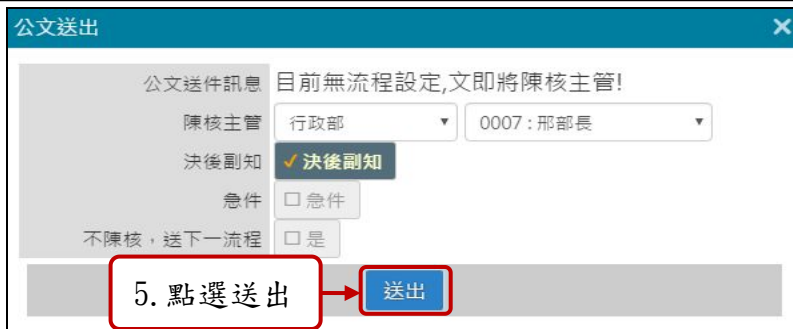 公文送出 ×
公文送件訊息 目前無流程設定,文即將陳核主管!
陳核主管 行政部 ▼ 0007 : 邢部長 ▼
決後副知 ✓決後副知
急件 □急件
不陳核，送下一流程 □是
5.點選送出 送出